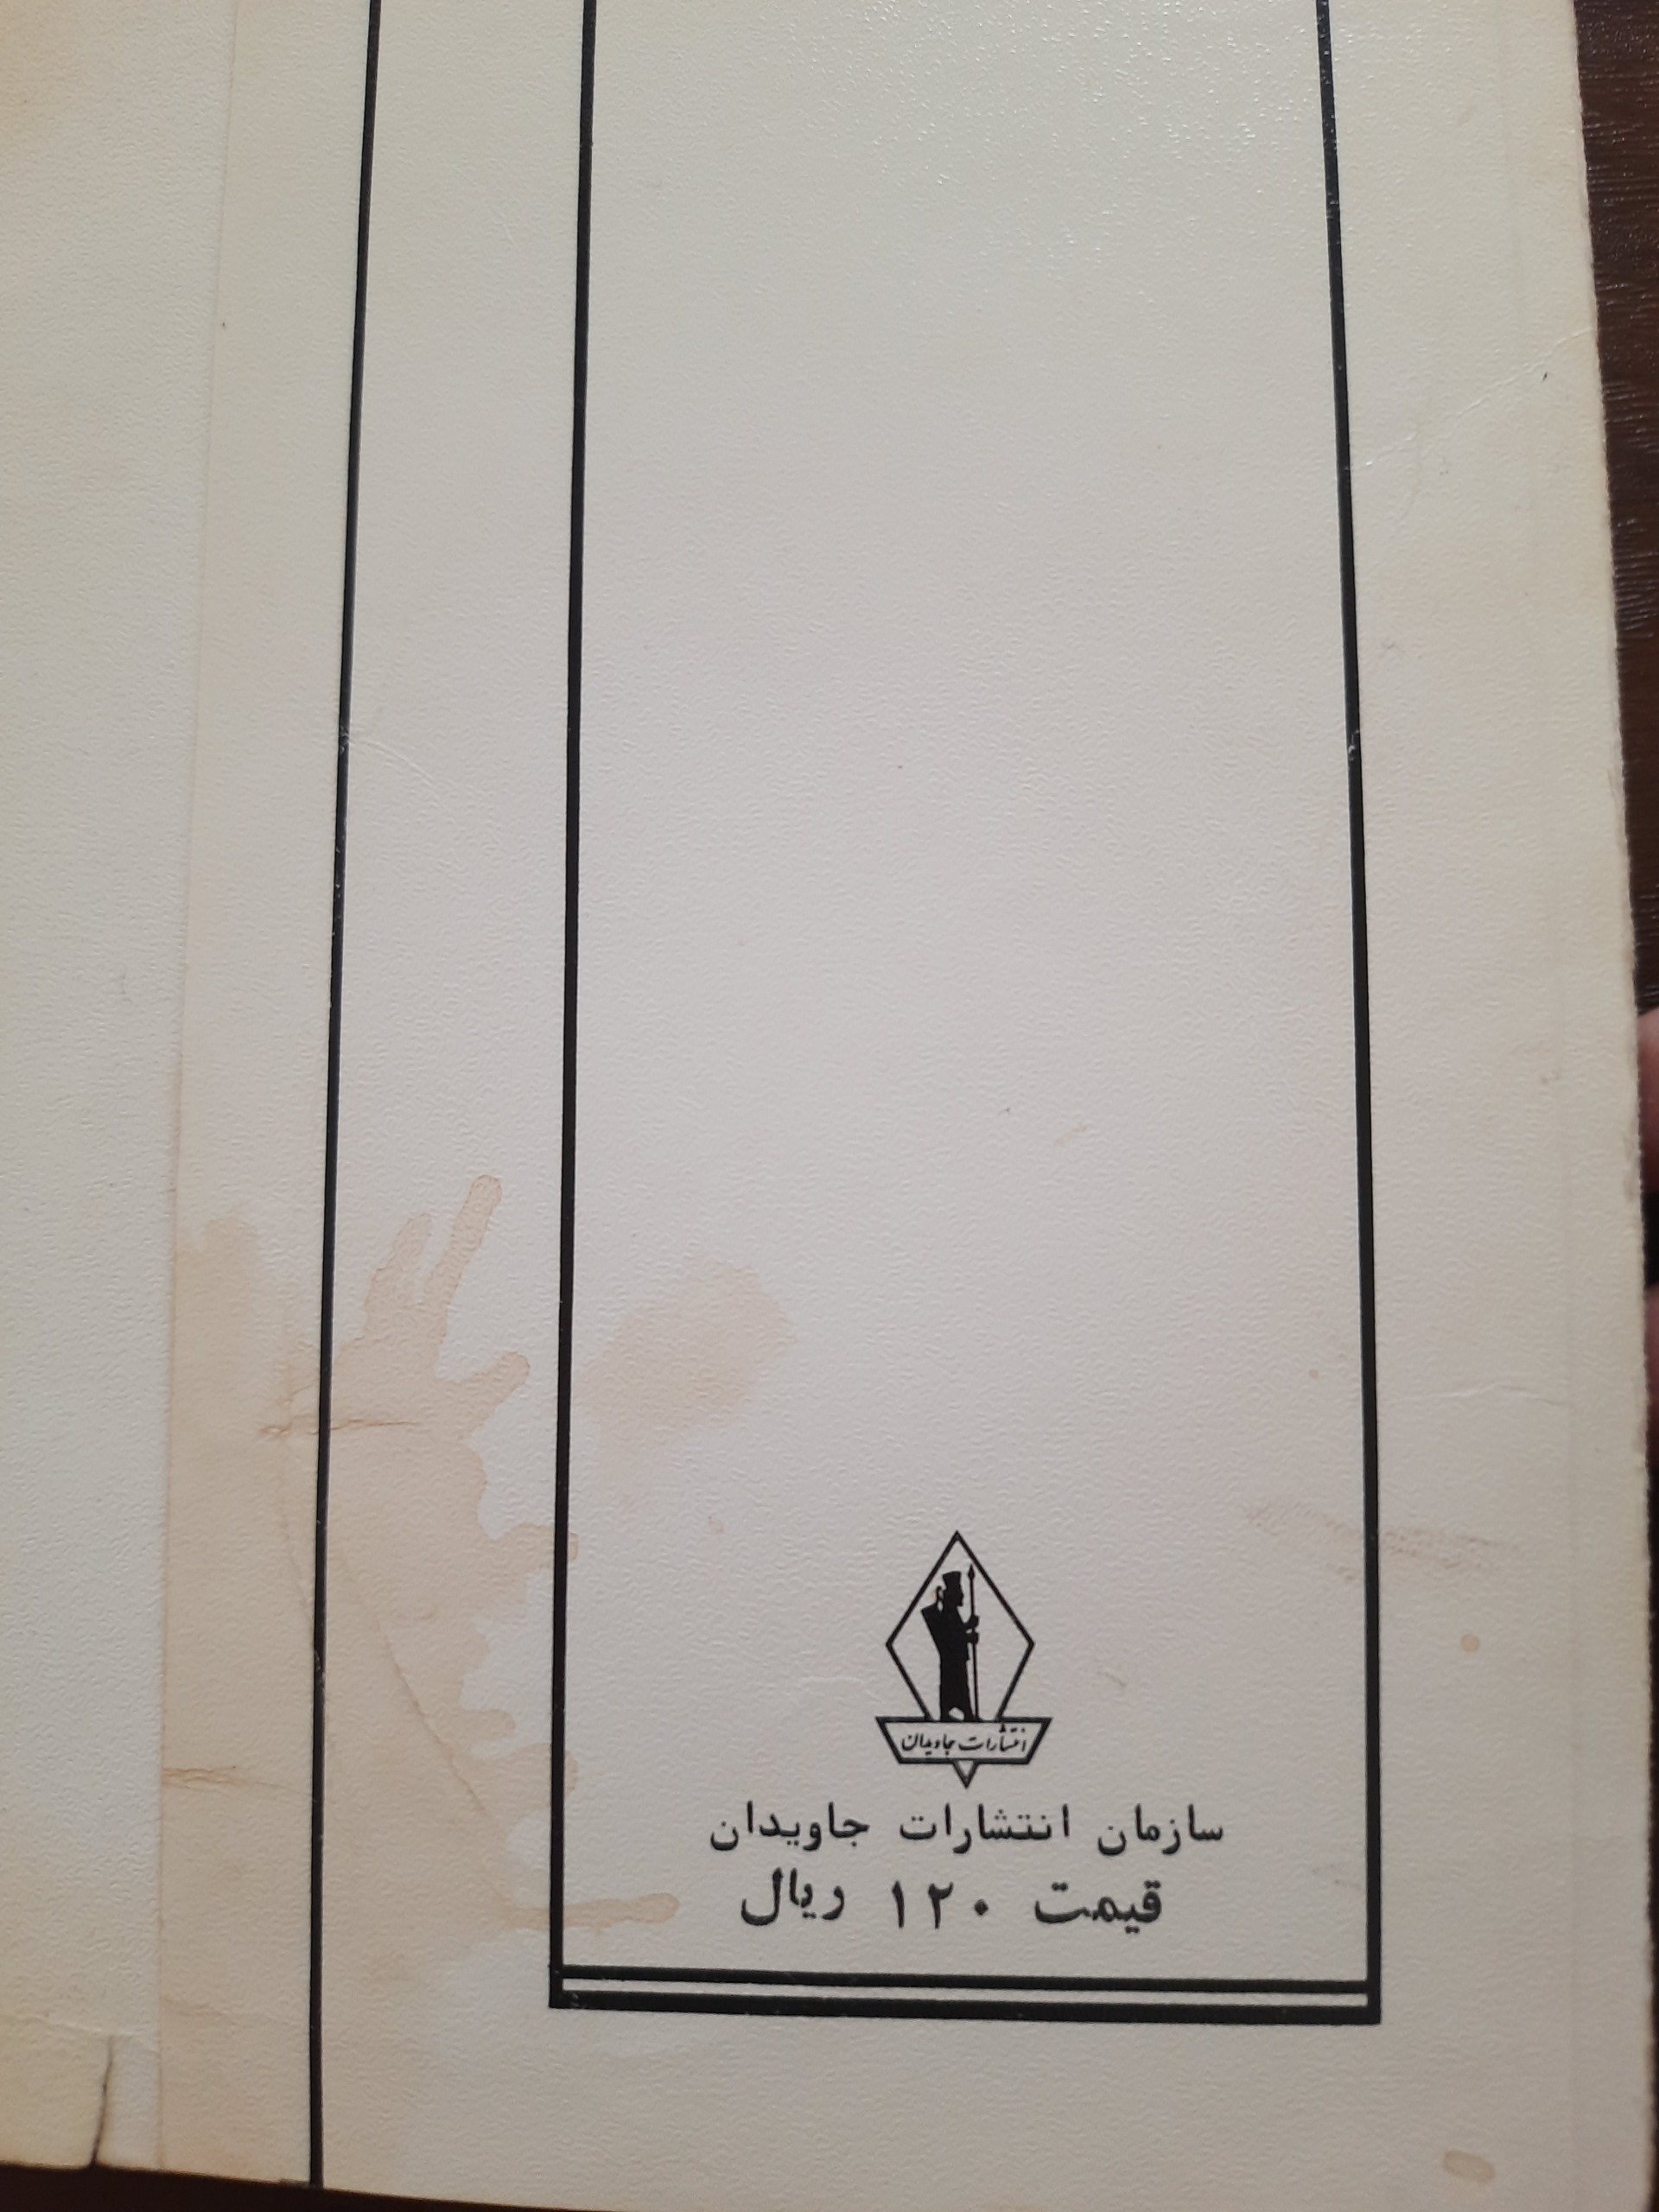 انتشارات جاویدان
سازمان انتشارات جاویدان
قیمت ۱۲۰ ریال